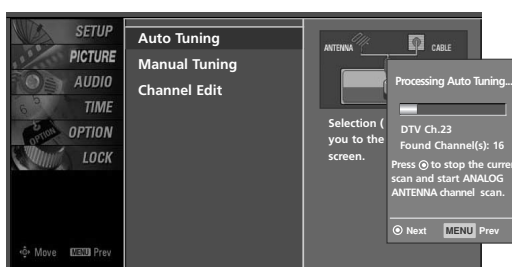 SETUP
PICTURE
AUDIO
TIME
OPTION
LOCK
Move MENU Prev
Auto Tuning
Manual Tuning
Channel Edit
ANTENNA
CABLE
Selection (
you to the
screen.
Processing Auto Tuning...
DTV Ch.23
Found Channel(s): 16
Press to stop the curre
scan and start ANALOG
ANTENNA channel scan.
Next MENU Prev